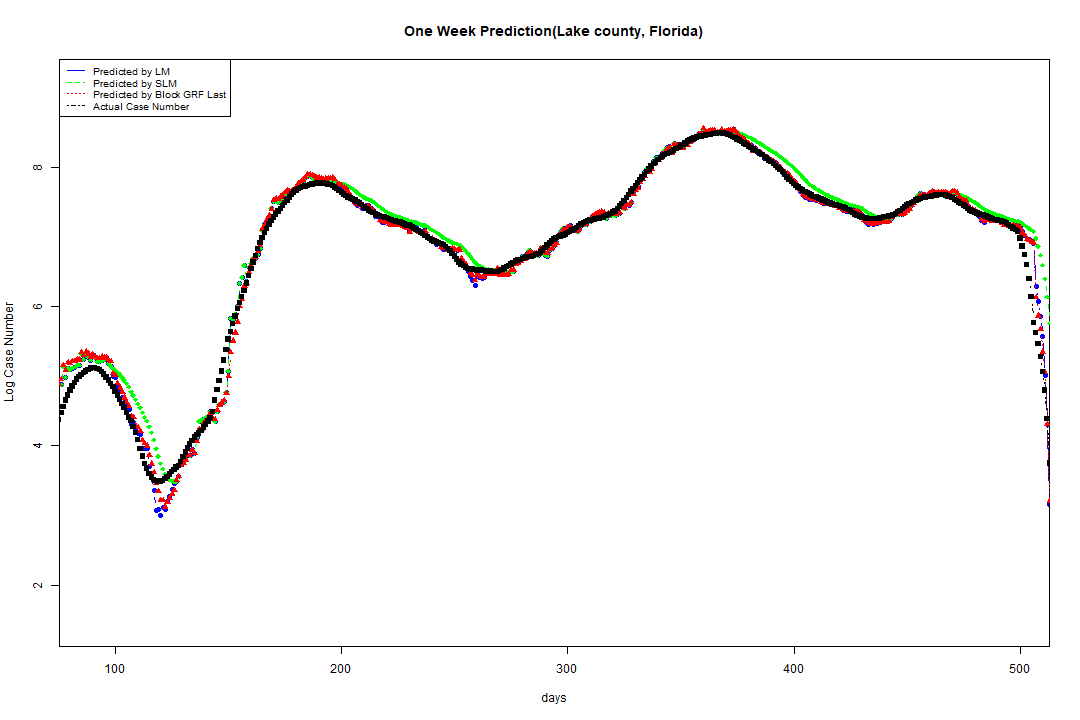 One Week Prediction(Lake county, Florida)
Predicted by LM
Predicted by SLM
Predicted by Block GRF Last
Actual Case Number
8
6
4
2
Log Case Number
100 200 300 400 500
days